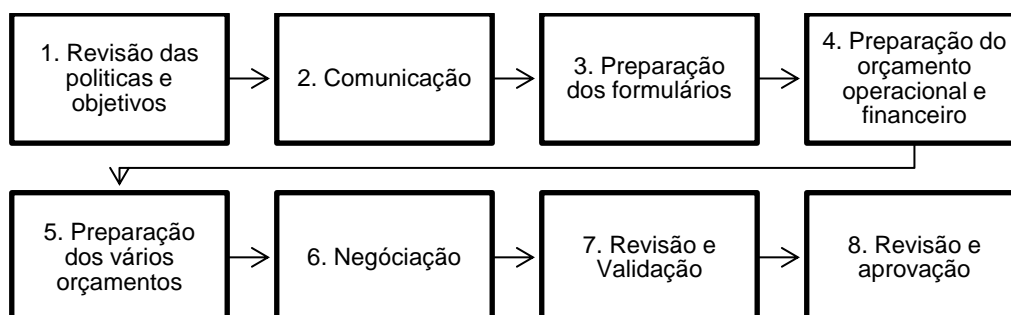 1. Revisão das
politicas e
objetivos
2. Comunicação
3. Preparação
dos formulários
4. Preparação do
orçamento
operacional e
financeiro
5. Preparação
dos vários
orçamentos
6. Negóciação
7. Revisão e
Validação
8. Revisão e
aprovação